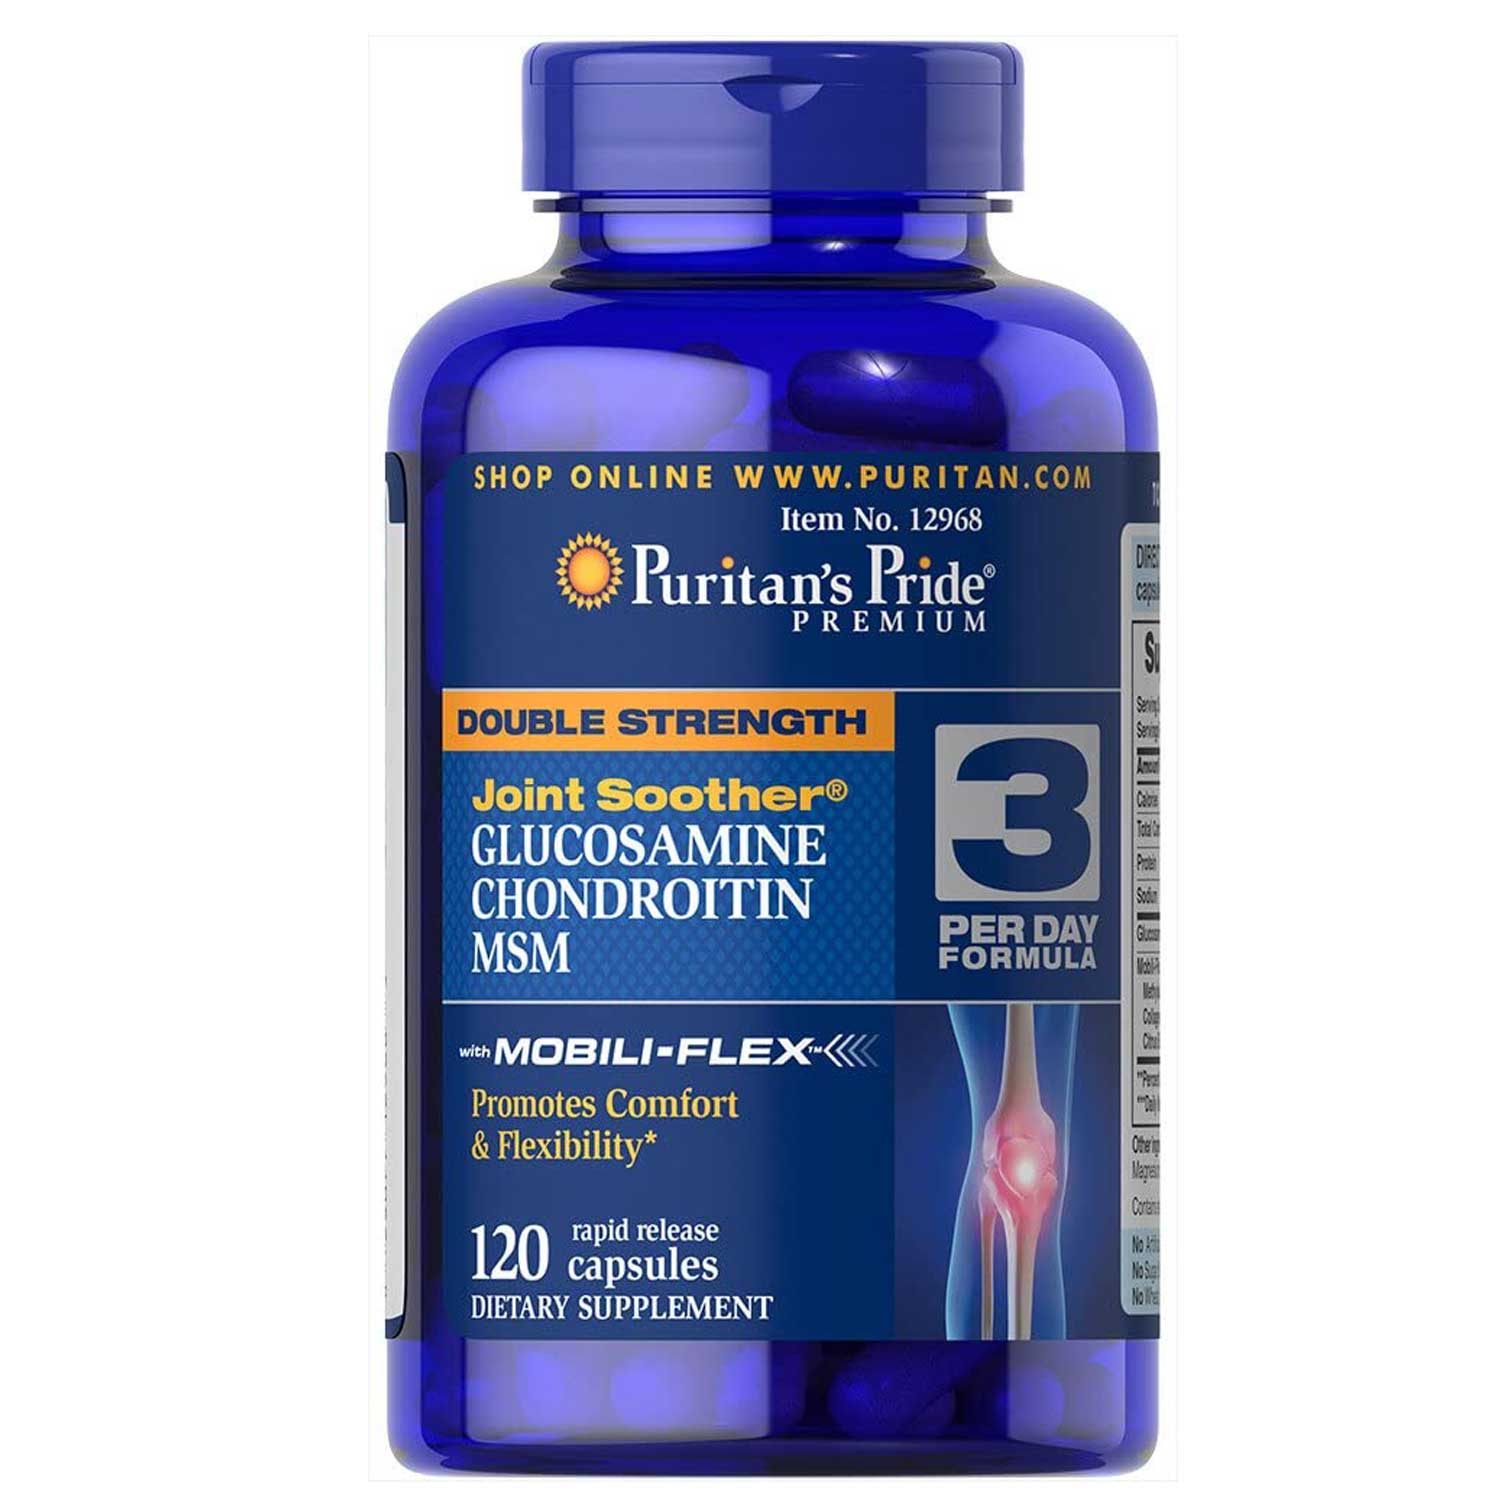 SHOP ONLINE WWW.PURITAN.COM
Item No. 12968
Puritan's Pride®
PREMIUM
DOUBLE STRENGTH
Joint Soother®
GLUCOSAMINE
CHONDROITIN
MSM
3
PER DAY
FORMULA
with MOBILI-FLEX™
Promotes Comfort
& Flexibility*
120 rapid release
capsules
DIETARY SUPPLEMENT